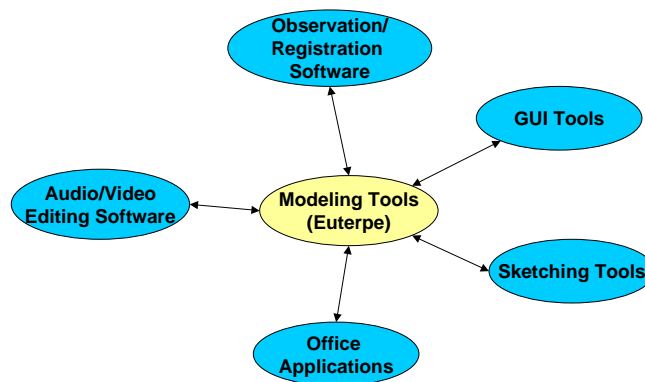 Observation/
Registration
Software
GUI Tools
Audio/Video
Editing Software
Modeling Tools
(Euterpe)
Sketching Tools
Office
Applications